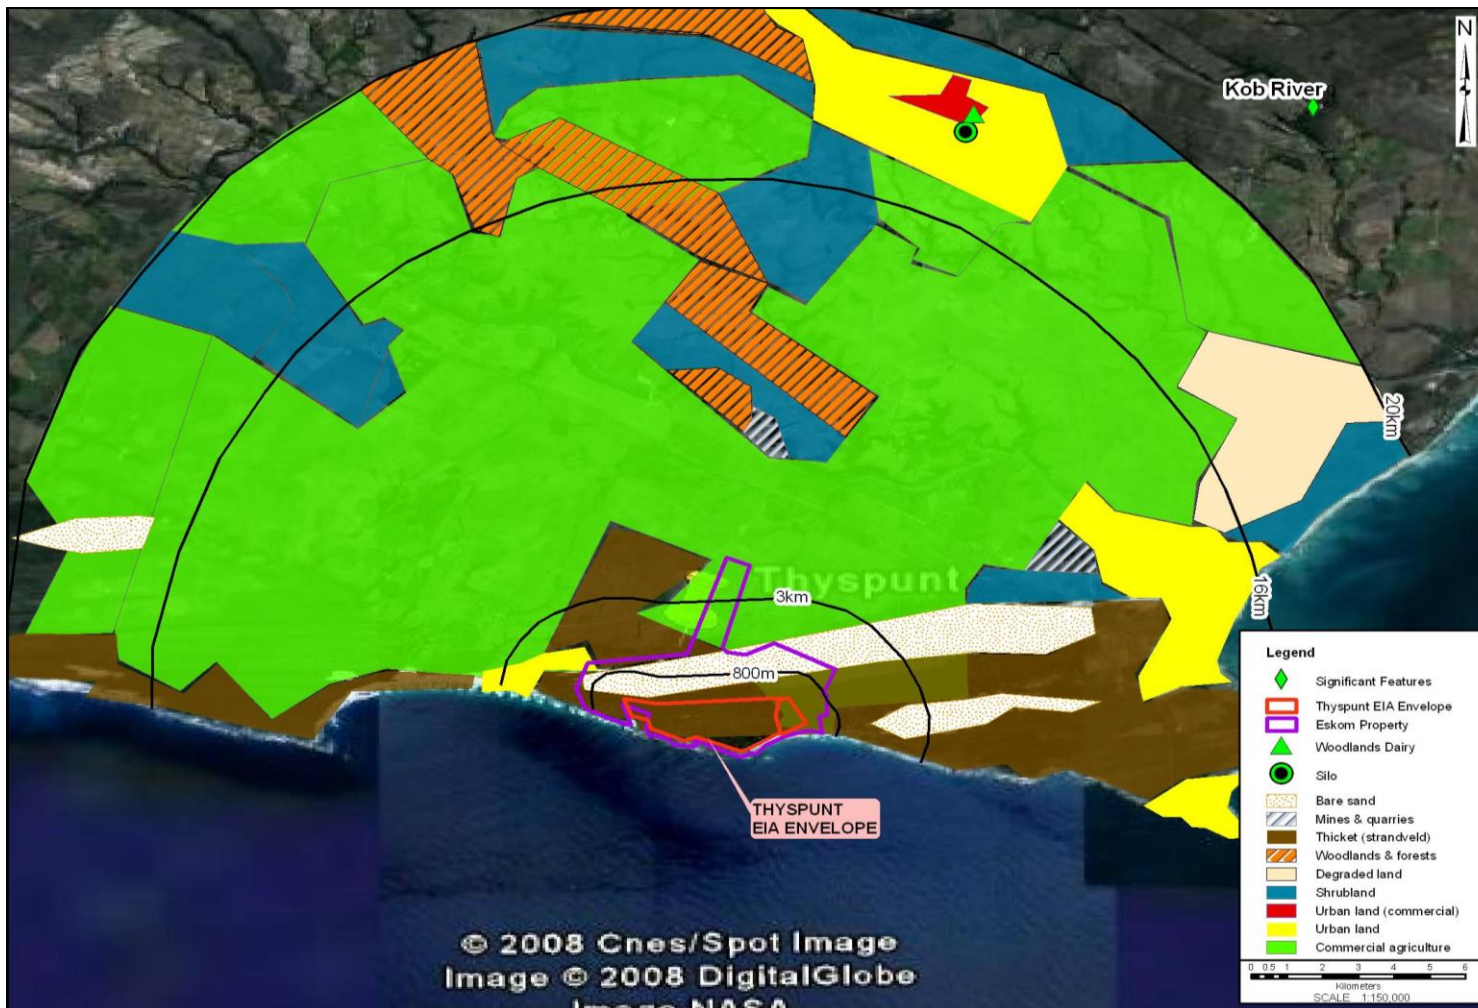 N
Kob River
20km
16km
Thyspunt
3km
800m
THYSPUNT
EIA ENVELOPE
Legend
Significant Features
Thyspunt EIA Envelope
Eskom Property
Woodlands Dairy
Silo
Bare sand
Mines & quarries
Thicket (strandveld)
Woodlands & forests
Degraded land
Shrubland
Urban land (commercial)
Urban land
Commercial agriculture
0 0.5 1 2 3 4 5 6
Kilometers
SCALE 1:150,000
© 2008 Cnes/Spot Image
Image © 2008 DigitalGlobe
Image NASA